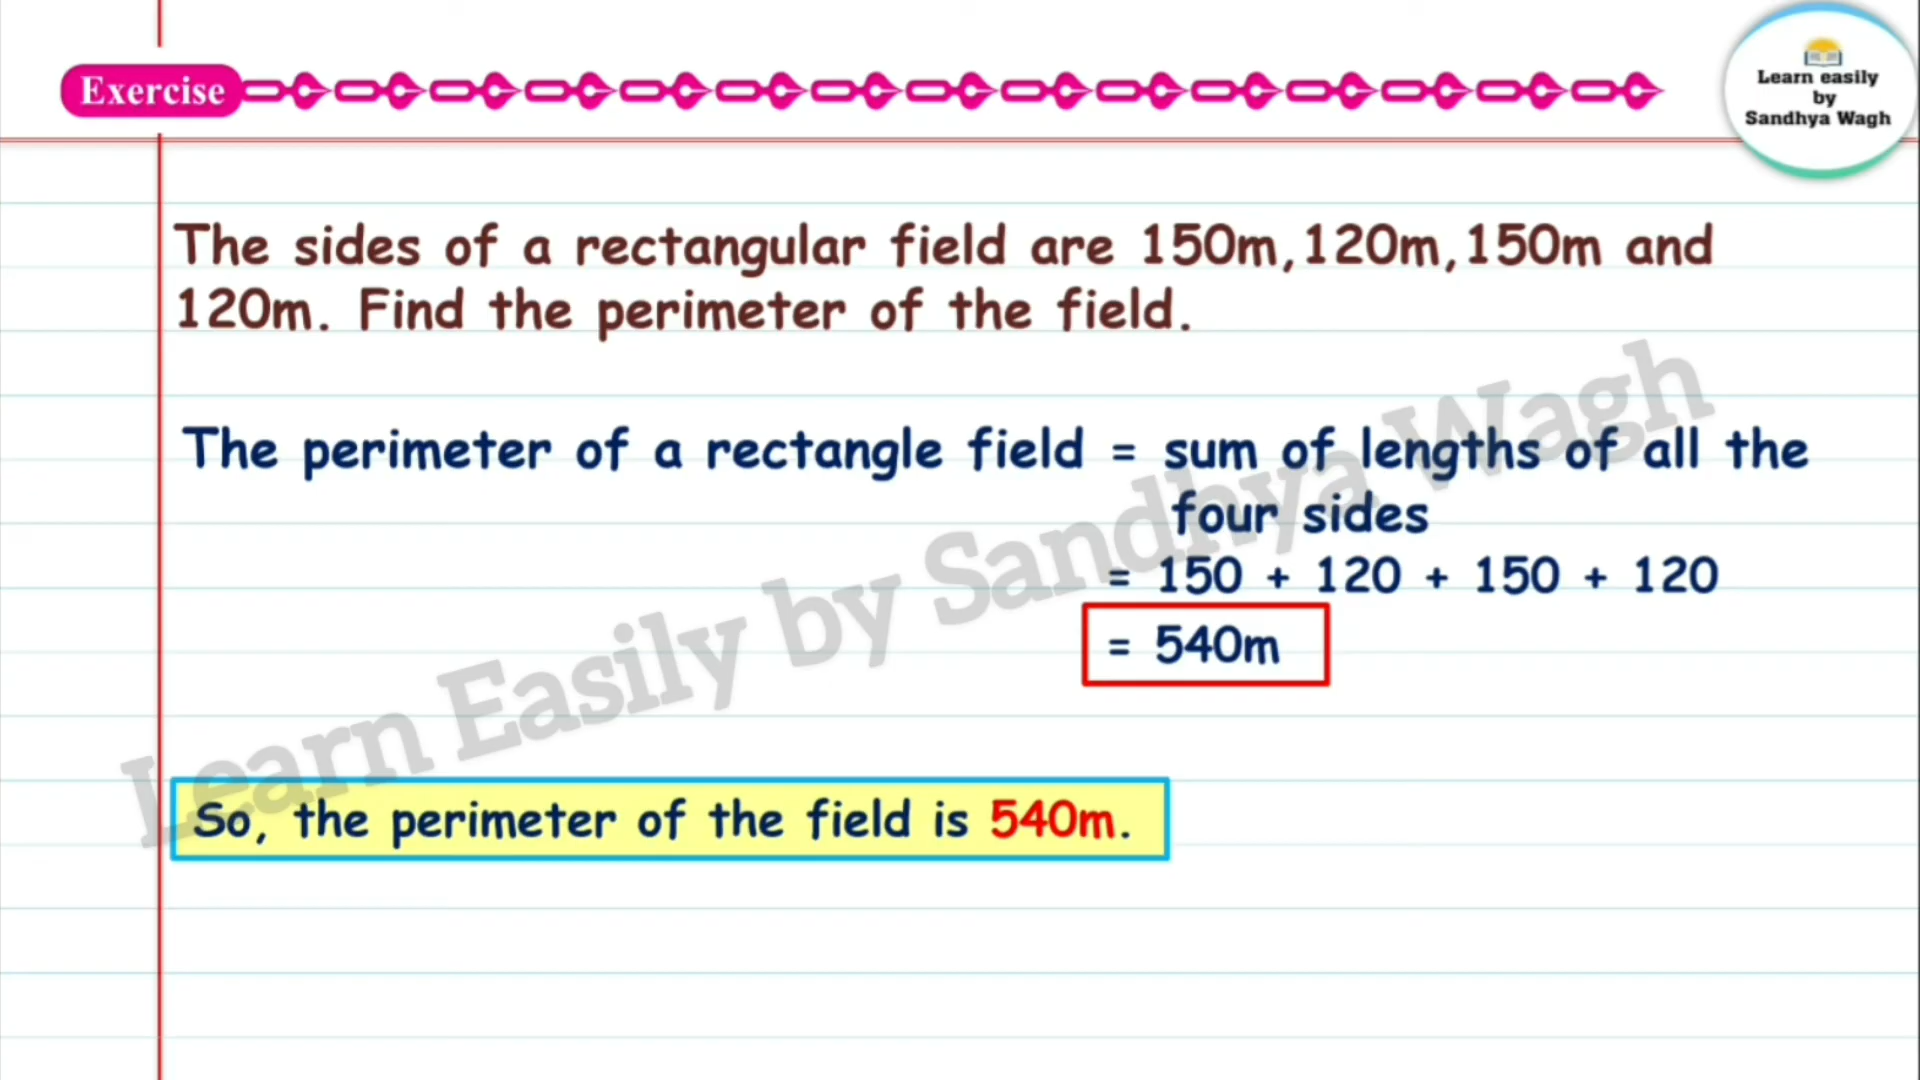 Exercise
Learn easily
by
Sandhya Wagh
The sides of a rectangular field are 150m,120m,150m and
120m. Find the perimeter of the field.
The perimeter of a rectangle field = sum of lengths of all the
four sides
= 150 + 120 + 150 + 120
= 540m
Learn Easily by Sandhya Wagh
So, the perimeter of the field is 540m.